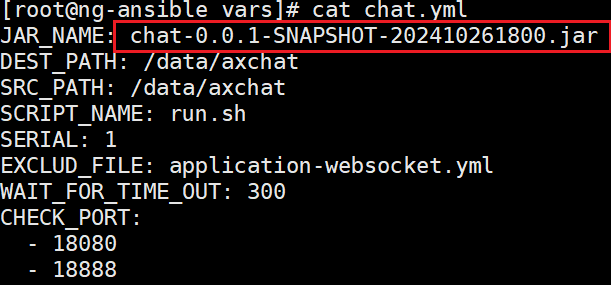 [root@ng-ansible vars]# cat chat.yml
JAR_NAME: chat-0.0.1-SNAPSHOT-202410261800.jar
DEST_PATH: /data/axchat
SRC_PATH: /data/axchat
SCRIPT_NAME: run.sh
SERIAL: 1
EXCLUD_FILE: application-websocket.yml
WAIT_FOR_TIME_OUT: 300
CHECK_PORT:
  - 18080
  - 18888